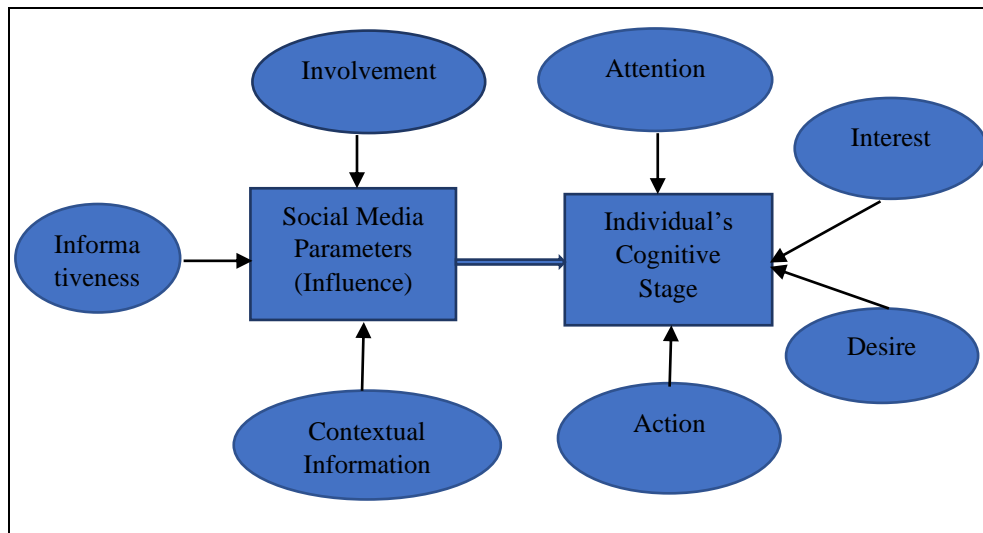 Involvement
Attention
Interest
Informa
tiveness
Social Media
Parameters
(Influence)
Individual's
Cognitive
Stage
Desire
Contextual
Information
Action